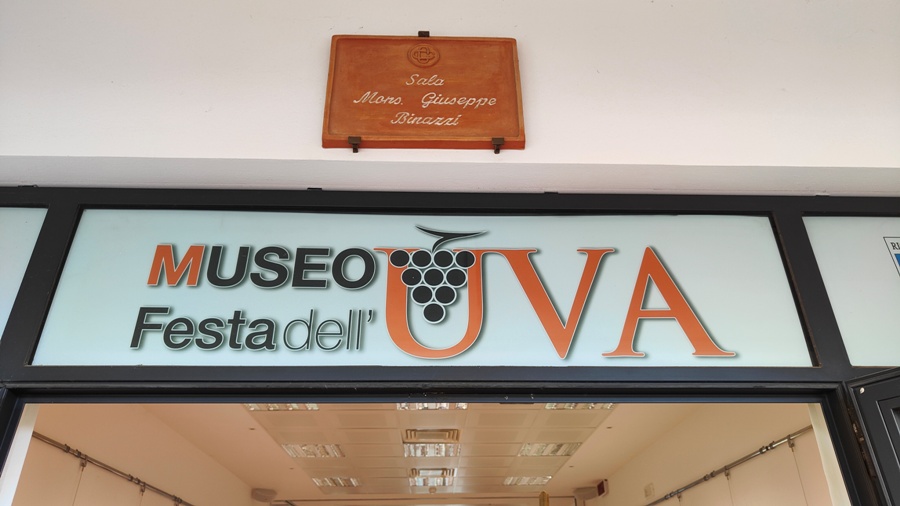 Sala
Mons. Giuseppe
Binazzi
MUSEO
Festa dell' UVA